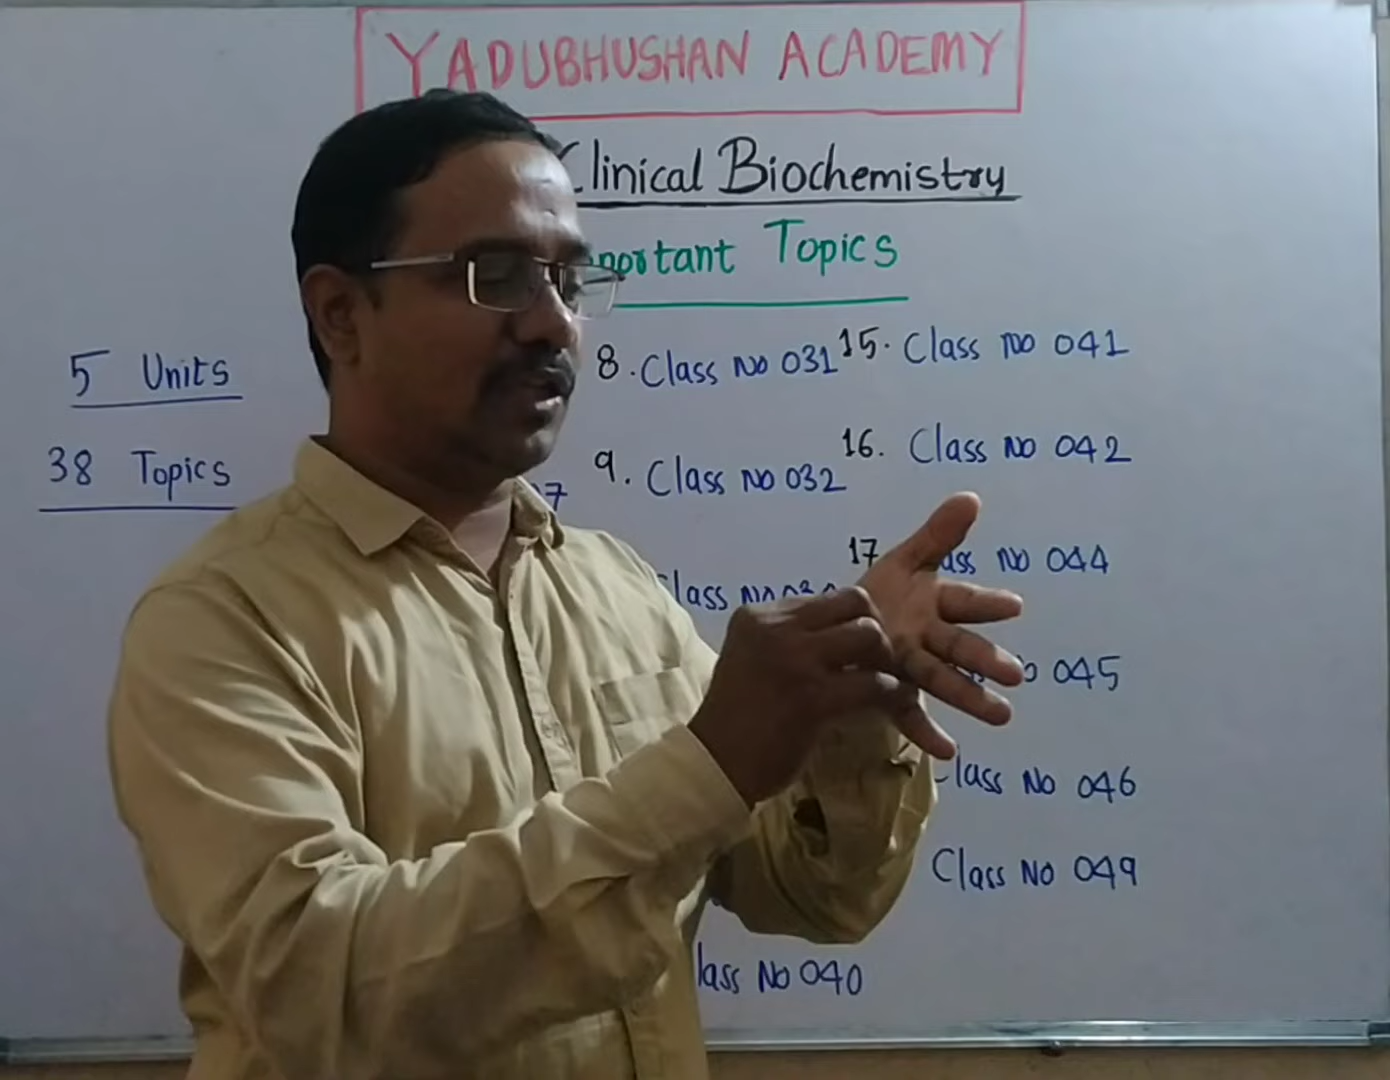 YADUBHUSHAN ACADEMY
Clinical Biochemistry
Topics
5 Units
38 Topics
8. Class No 031
9. Class No 032
15. Class No 041
16. Class No 042
17 No 044
045
Class No 046
Class No 049
No 040